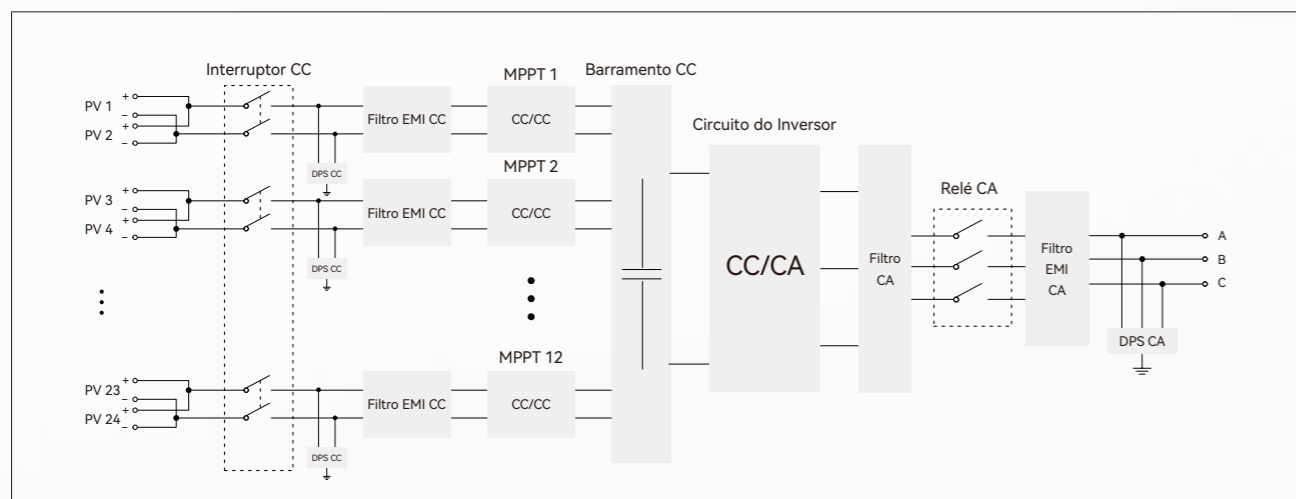 Interruptor CC
MPPT 1
Barramento CC
PV 1
+
−
PV 2
+
−
Filtro EMI CC
CC/CC
DPS CC
Circuito do Inversor
MPPT 2
PV 3
+
−
PV 4
+
−
Filtro EMI CC
CC/CC
DPS CC
Relé CA
CC/CA
Filtro
CA
Filtro
EMI
CA
A
B
C
DPS CA
MPPT 12
PV 23
+
−
PV 24
+
−
Filtro EMI CC
CC/CC
DPS CC